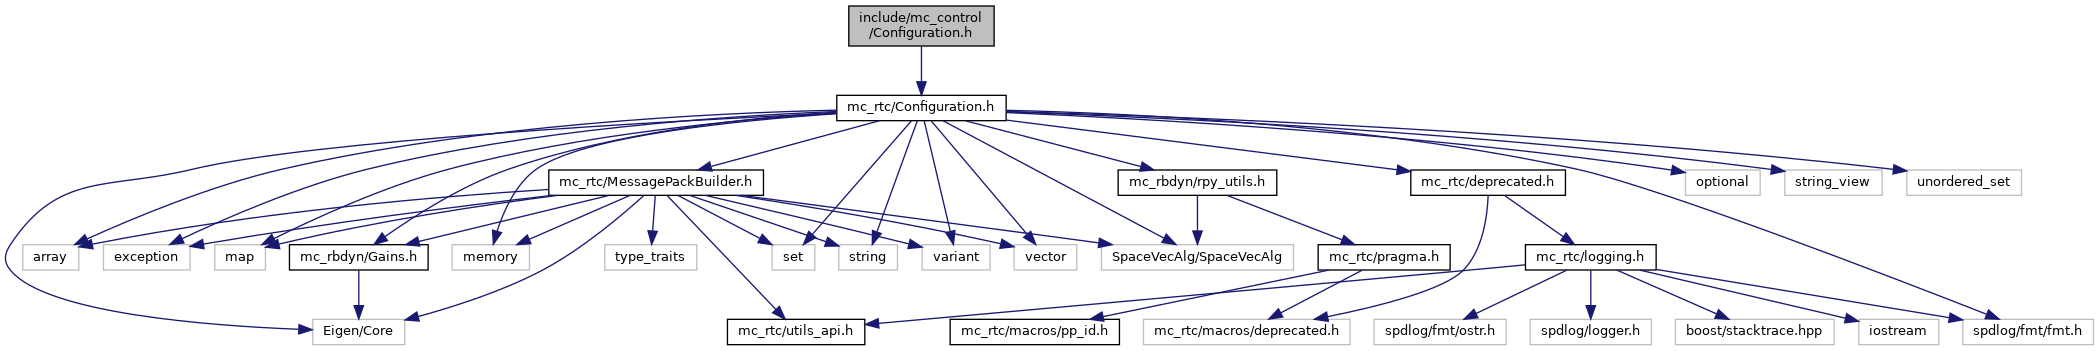 include/mc_control
/Configuration.h
mc_rtc/Configuration.h
mc_rtc/MessagePackBuilder.h
mc_rbdyn/rpy_utils.h
mc_rtc/deprecated.h
optional
string_view
unordered_set
array
exception
map
mc_rbdyn/Gains.h
memory
type_traits
set
string
variant
vector
SpaceVecAlg/SpaceVecAlg
mc_rtc/pragma.h
mc_rtc/logging.h
Eigen/Core
mc_rtc/utils_api.h
mc_rtc/macros/pp_id.h
mc_rtc/macros/deprecated.h
spdlog/fmt/ostr.h
spdlog/logger.h
boost/stacktrace.hpp
iostream
spdlog/fmt/fmt.h